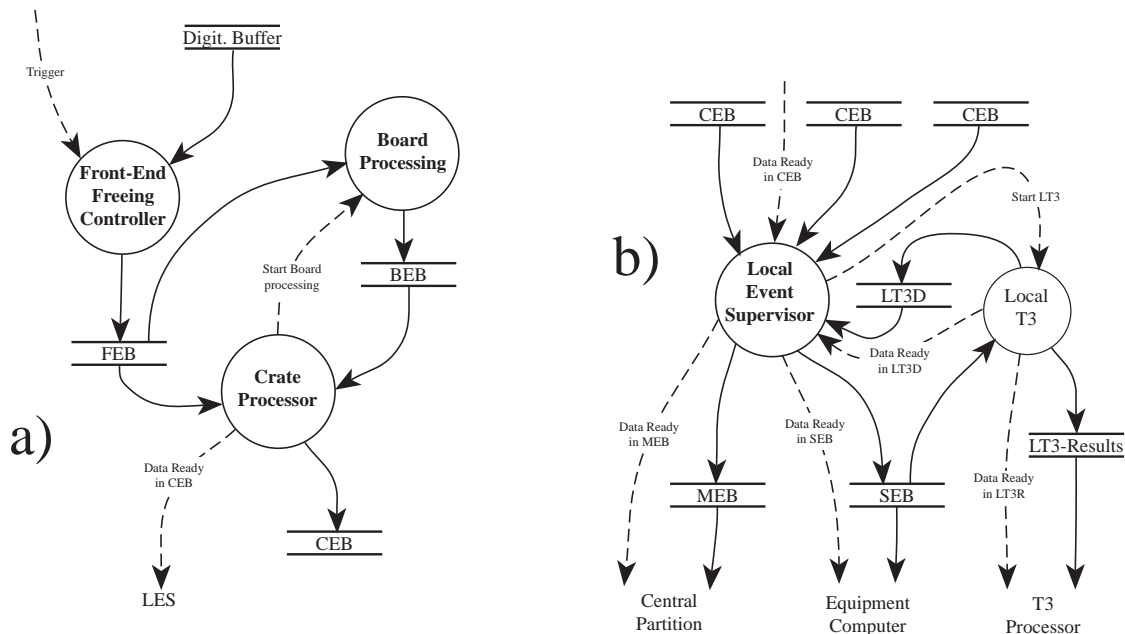 Digit. Buffer
Trigger
Front-End
Freeing
Controller
Board
Processing
Start Board
processing
BEB
FEB
Crate
Processor
a)
Data Ready
in CEB
CEB
LES
CEB
CEB
CEB
Data Ready
in CEB
Start LT3
b)
Local
Event
Supervisor
LT3D
Local
T3
Data Ready
in LT3D
Data Ready
in MEB
Data Ready
in SEB
LT3-Results
Data Ready
in LT3R
MEB
SEB
Central
Partition
Equipment
Computer
T3
Processor